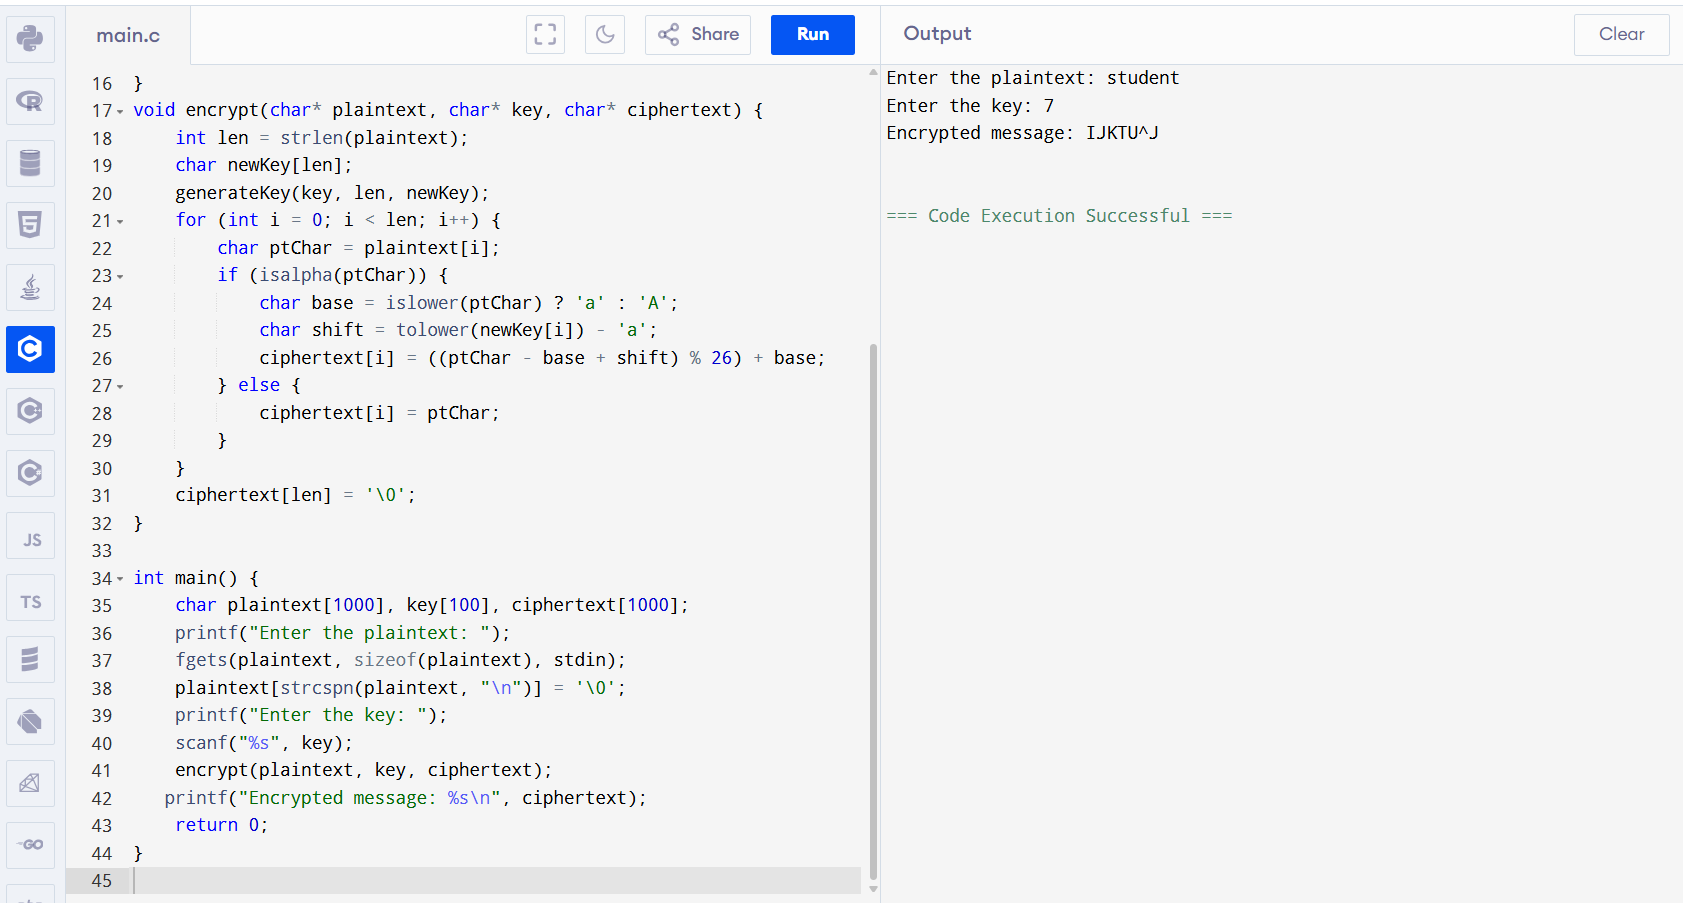 main.c
Share
Run
Output
Clear
16 }
17 void encrypt(char* plaintext, char* key, char* ciphertext) {
18     int len = strlen(plaintext);
19     char newKey[len];
20     generateKey(key, len, newKey);
21     for (int i = 0; i < len; i++) {
22         char ptChar = plaintext[i];
23         if (isalpha(ptChar)) {
24             char base = islower(ptChar) ? 'a' : 'A';
25             char shift = tolower(newKey[i]) - 'a';
26             ciphertext[i] = ((ptChar - base + shift) % 26) + base;
27         } else {
28             ciphertext[i] = ptChar;
29         }
30     }
31     ciphertext[len] = '\0';
32 }
33
34 int main() {
35     char plaintext[1000], key[100], ciphertext[1000];
36     printf("Enter the plaintext: ");
37     fgets(plaintext, sizeof(plaintext), stdin);
38     plaintext[strcspn(plaintext, "\n")] = '\0';
39     printf("Enter the key: ");
40     scanf("%s", key);
41     encrypt(plaintext, key, ciphertext);
42    printf("Encrypted message: %s\n", ciphertext);
43     return 0;
44 }
45
Enter the plaintext: student
Enter the key: 7
Encrypted message: IJKTU^J
=== Code Execution Successful ===
R
5
C
C
C
JS
TS
GO